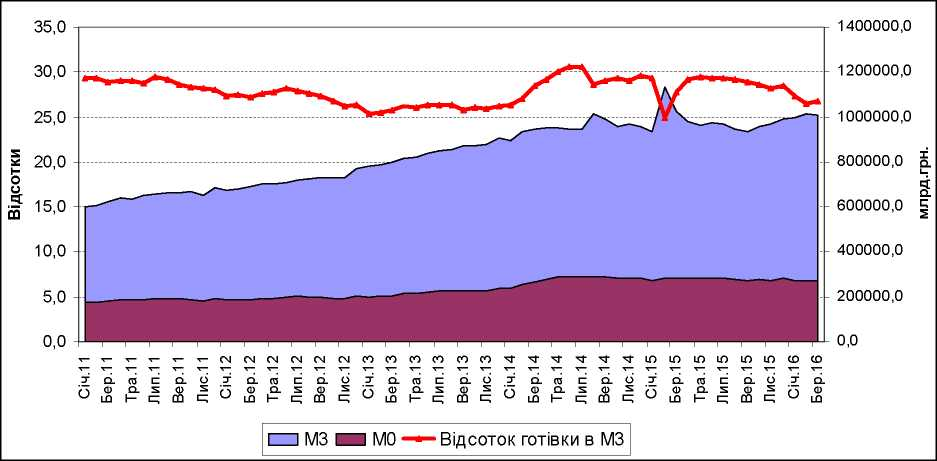 35,0
30,0
25,0
20,0
15,0
10,0
5,0
0,0
Відсотки
1400000,0
1200000,0
1000000,0
800000,0
600000,0
400000,0
200000,0
0,0
млрд.грн.
Січ.11
Бер.11
Тра.11
Лип.11
Вер.11
Лис.11
Січ.12
Бер.12
Тра.12
Лип.12
Вер.12
Лис.12
Січ.13
Бер.13
Тра.13
Лип.13
Вер.13
Лис.13
Січ.14
Бер.14
Тра.14
Лип.14
Вер.14
Лис.14
Січ.15
Бер.15
Тра.15
Лип.15
Вер.15
Лис.15
Січ.16
Бер.16
М3 М0 Відсоток готівки в М3